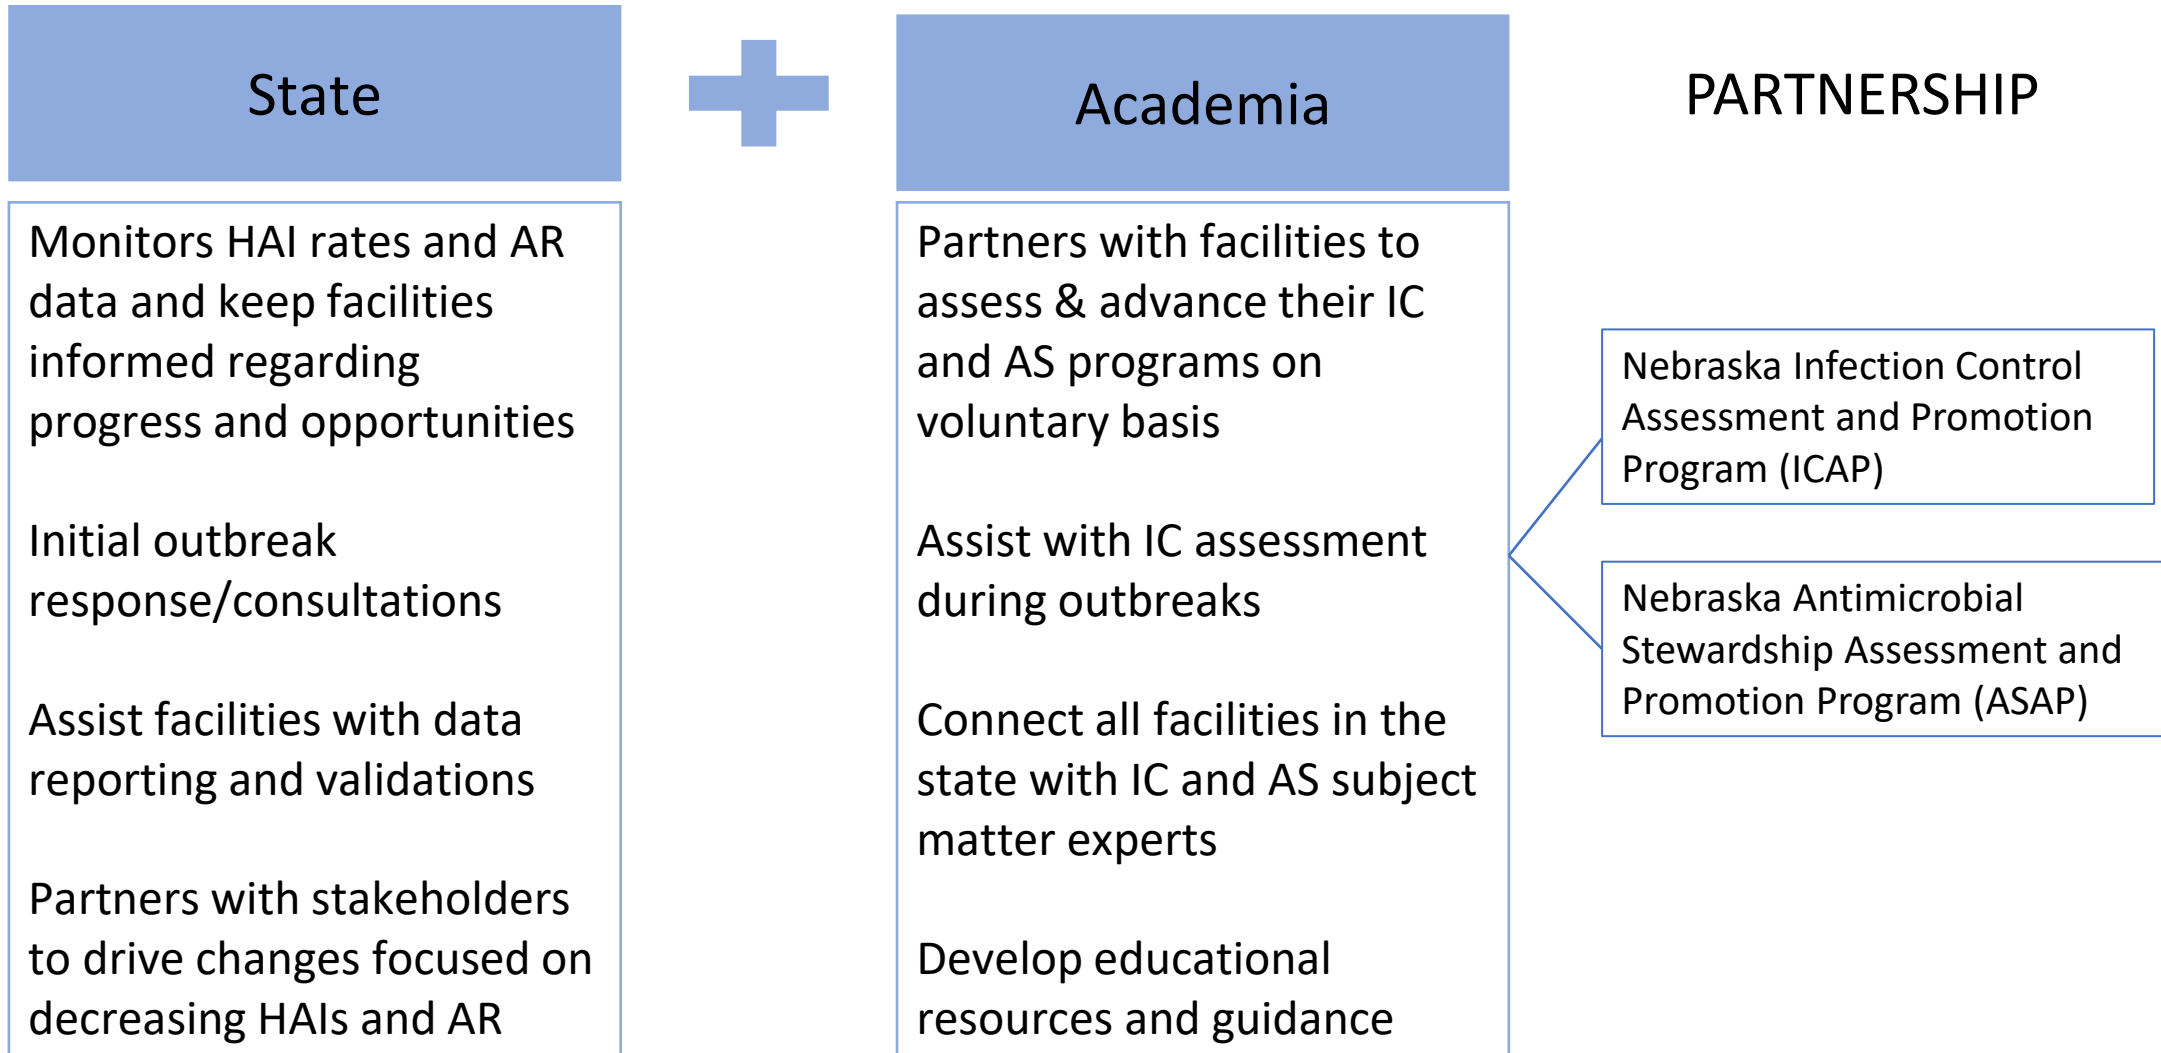 State
Monitors HAI rates and AR
data and keep facilities
informed regarding
progress and opportunities
Initial outbreak
response/consultations
Assist facilities with data
reporting and validations
Partners with stakeholders
to drive changes focused on
decreasing HAIs and AR
Academia
Partners with facilities to
assess & advance their IC
and AS programs on
voluntary basis
Assist with IC assessment
during outbreaks
Connect all facilities in the
state with IC and AS subject
matter experts
Develop educational
resources and guidance
PARTNERSHIP
Nebraska Infection Control
Assessment and Promotion
Program (ICAP)
Nebraska Antimicrobial
Stewardship Assessment and
Promotion Program (ASAP)